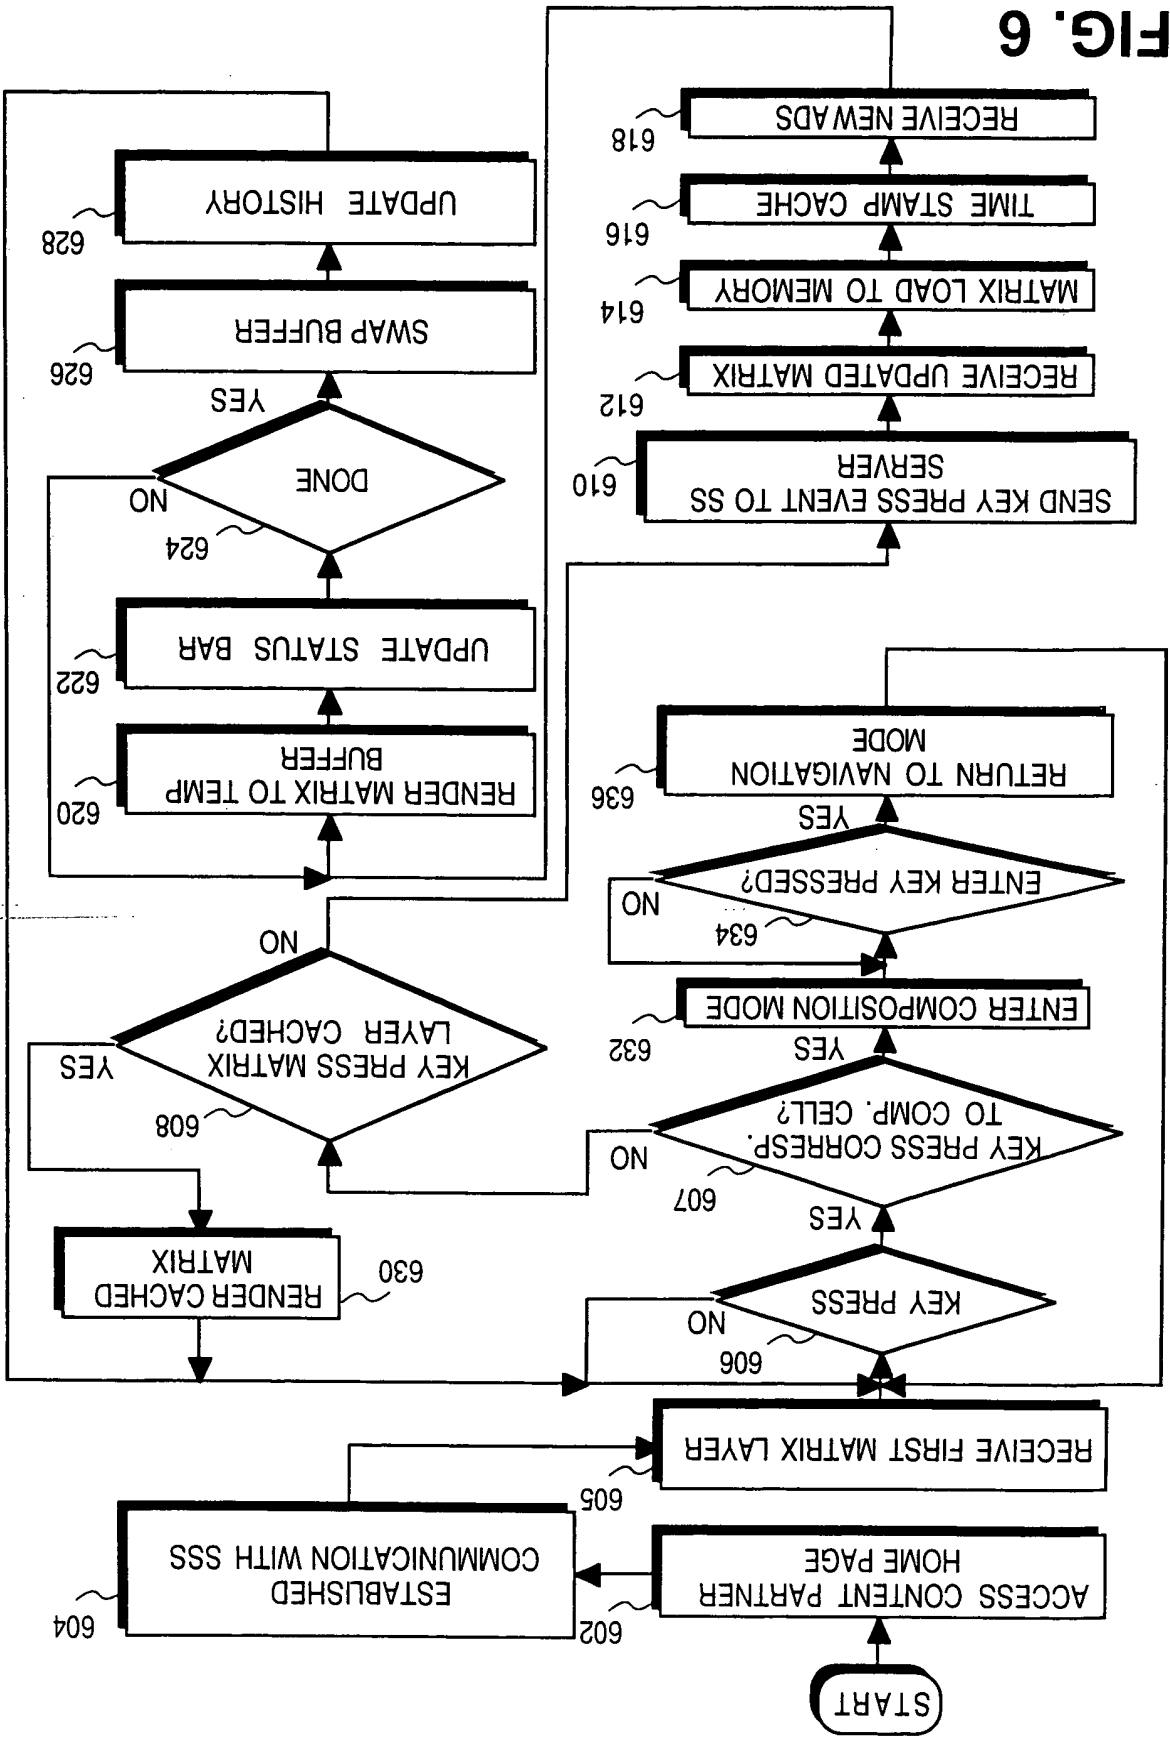 START
ACCESS CONTENT PARTNER
HOME PAGE
602
ESTABLISHED
COMMUNICATION WITH SSS
604
RECEIVE FIRST MATRIX LAYER
605
KEY PRESS
606
NO
YES
KEY PRESS CORRESP.
TO COMP. CELL?
607
NO
YES
ENTER COMPOSITION MODE
632
ENTER KEY PRESSED?
634
NO
YES
RETURN TO NAVIGATION
MODE
636
RENDER CACHED
MATRIX
630
KEY PRESS MATRIX
LAYER CACHED?
608
YES
NO
SEND KEY PRESS EVENT TO SS
SERVER
610
RECEIVE UPDATED MATRIX
612
MATRIX LOAD TO MEMORY
614
TIME STAMP CACHE
616
RECEIVE NEW ADS
618
RENDER MATRIX TO TEMP
BUFFER
620
UPDATE STATUS BAR
622
DONE
624
NO
YES
SWAP BUFFER
626
UPDATE HISTORY
628
FIG. 6